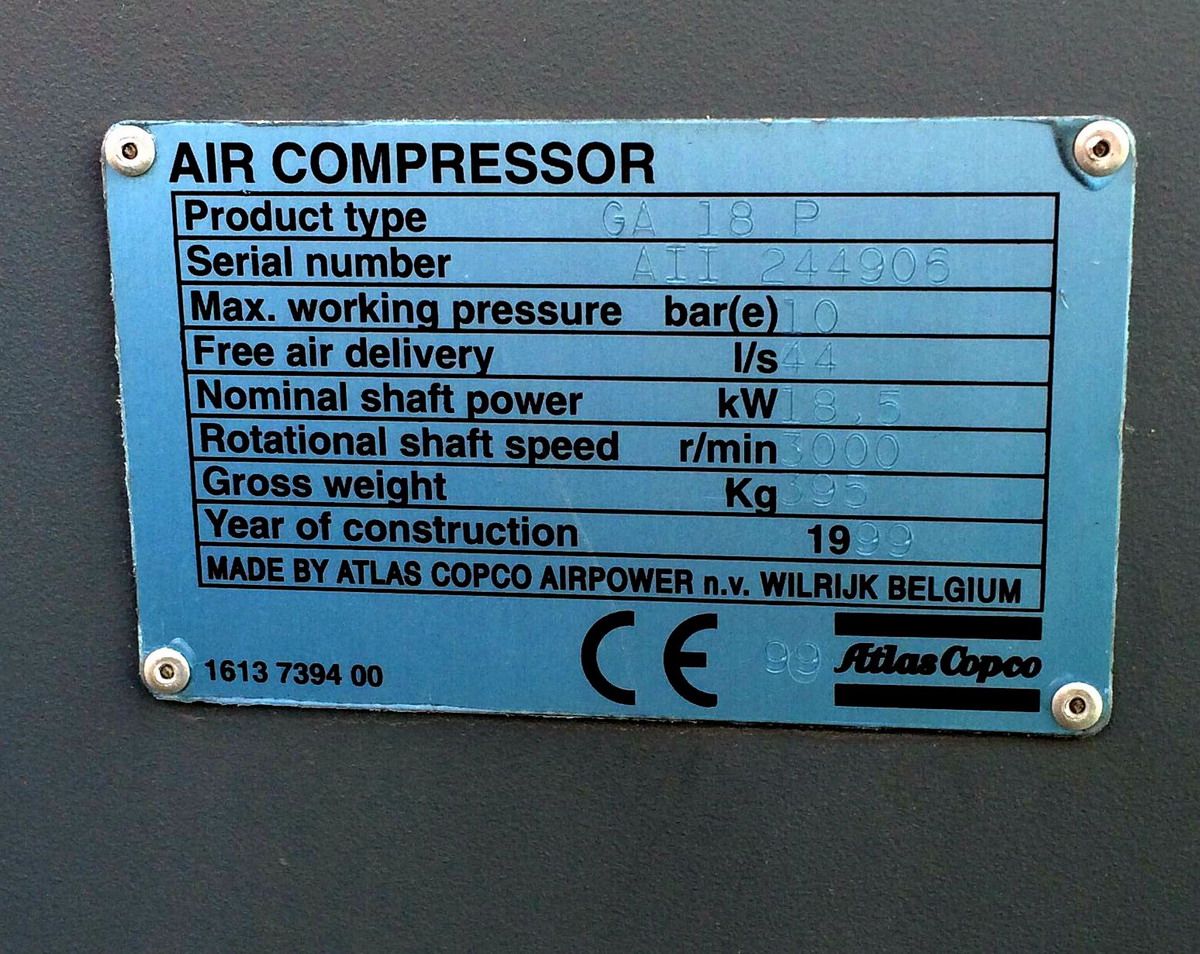 AIR COMPRESSOR
Product type GA 18 P
Serial number AII 244906
Max. working pressure bar(e) 10
Free air delivery l/s 44
Nominal shaft power kW 18,5
Rotational shaft speed r/min 3000
Gross weight Kg 395
Year of construction 1999
MADE BY ATLAS COPCO AIRPOWER n.v. WILRIJK BELGIUM
1613 7394 00 CE 99 Atlas Copco